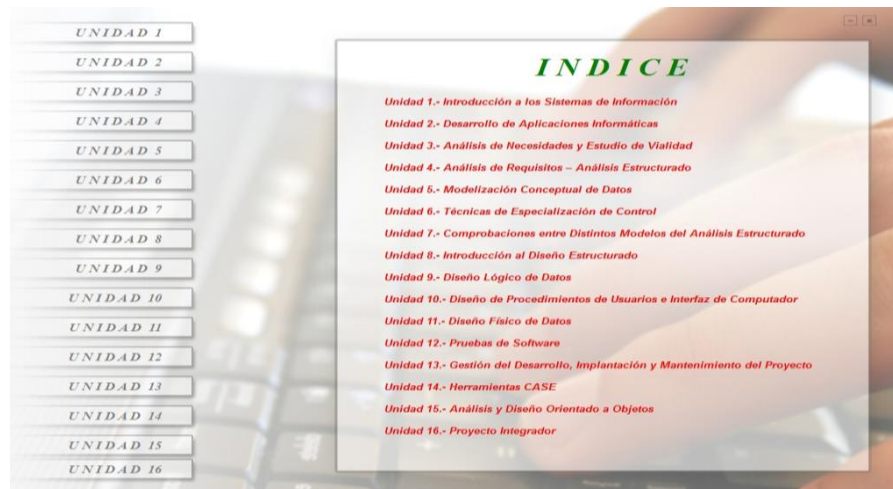 UNIDAD 1
UNIDAD 2
UNIDAD 3
UNIDAD 4
UNIDAD 5
UNIDAD 6
UNIDAD 7
UNIDAD 8
UNIDAD 9
UNIDAD 10
UNIDAD 11
UNIDAD 12
UNIDAD 13
UNIDAD 14
UNIDAD 15
UNIDAD 16
INDICE
Unidad 1.- Introducción a los Sistemas de Información
Unidad 2.- Desarrollo de Aplicaciones Informáticas
Unidad 3.- Análisis de Necesidades y Estudio de Vialidad
Unidad 4.- Análisis de Requisitos – Análisis Estructurado
Unidad 5.- Modelización Conceptual de Datos
Unidad 6.- Técnicas de Especialización de Control
Unidad 7.- Comprobaciones entre Distintos Modelos del Análisis Estructurado
Unidad 8.- Introducción al Diseño Estructurado
Unidad 9.- Diseño Lógico de Datos
Unidad 10.- Diseño de Procedimientos de Usuarios e Interfaz de Computador
Unidad 11.- Diseño Físico de Datos
Unidad 12.- Pruebas de Software
Unidad 13.- Gestión del Desarrollo, Implantación y Mantenimiento del Proyecto
Unidad 14.- Herramientas CASE
Unidad 15.- Análisis y Diseño Orientado a Objetos
Unidad 16.- Proyecto Integrador